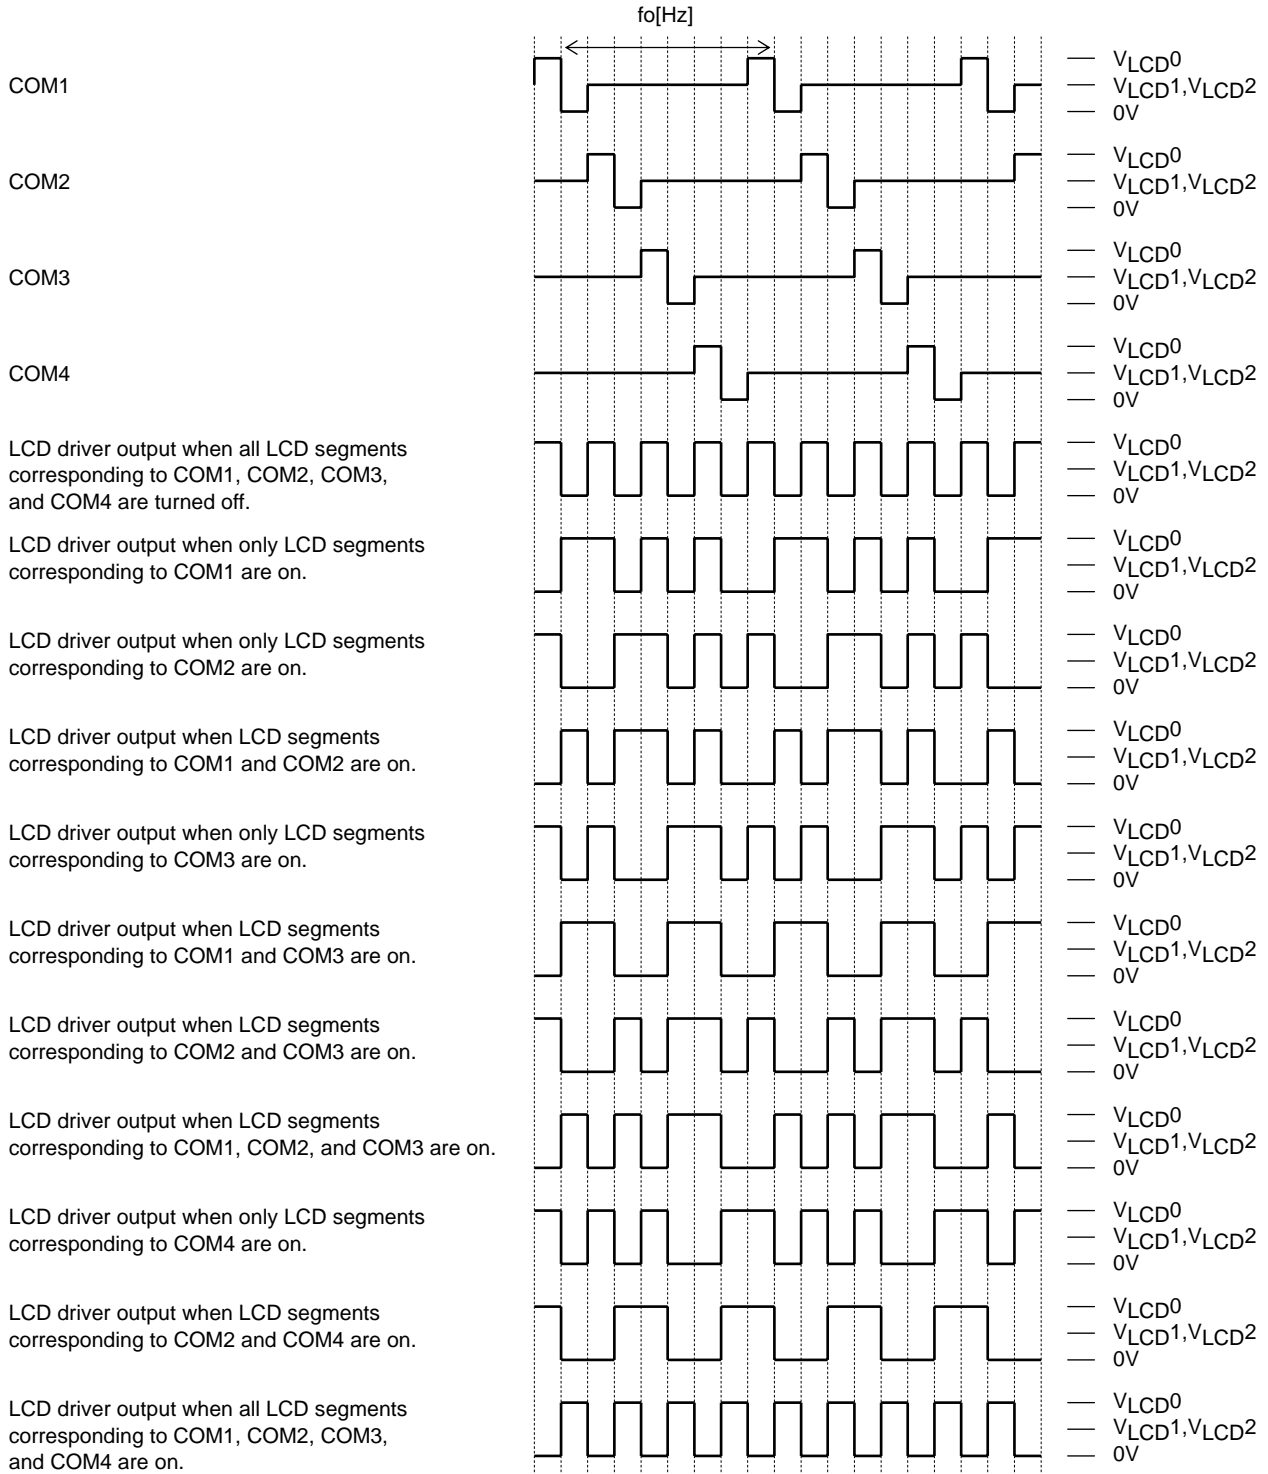 fo[Hz]
COM1
VLCD0
VLCD1,VLCD2
0V
COM2
VLCD0
VLCD1,VLCD2
0V
COM3
VLCD0
VLCD1,VLCD2
0V
COM4
VLCD0
VLCD1,VLCD2
0V
LCD driver output when all LCD segments
corresponding to COM1, COM2, COM3,
and COM4 are turned off.
VLCD0
VLCD1,VLCD2
0V
LCD driver output when only LCD segments
corresponding to COM1 are on.
VLCD0
VLCD1,VLCD2
0V
LCD driver output when only LCD segments
corresponding to COM2 are on.
VLCD0
VLCD1,VLCD2
0V
LCD driver output when LCD segments
corresponding to COM1 and COM2 are on.
VLCD0
VLCD1,VLCD2
0V
LCD driver output when only LCD segments
corresponding to COM3 are on.
VLCD0
VLCD1,VLCD2
0V
LCD driver output when LCD segments
corresponding to COM1 and COM3 are on.
VLCD0
VLCD1,VLCD2
0V
LCD driver output when LCD segments
corresponding to COM2 and COM3 are on.
VLCD0
VLCD1,VLCD2
0V
LCD driver output when LCD segments
corresponding to COM1, COM2, and COM3 are on.
VLCD0
VLCD1,VLCD2
0V
LCD driver output when only LCD segments
corresponding to COM4 are on.
VLCD0
VLCD1,VLCD2
0V
LCD driver output when LCD segments
corresponding to COM2 and COM4 are on.
VLCD0
VLCD1,VLCD2
0V
LCD driver output when all LCD segments
corresponding to COM1, COM2, COM3,
and COM4 are on.
VLCD0
VLCD1,VLCD2
0V